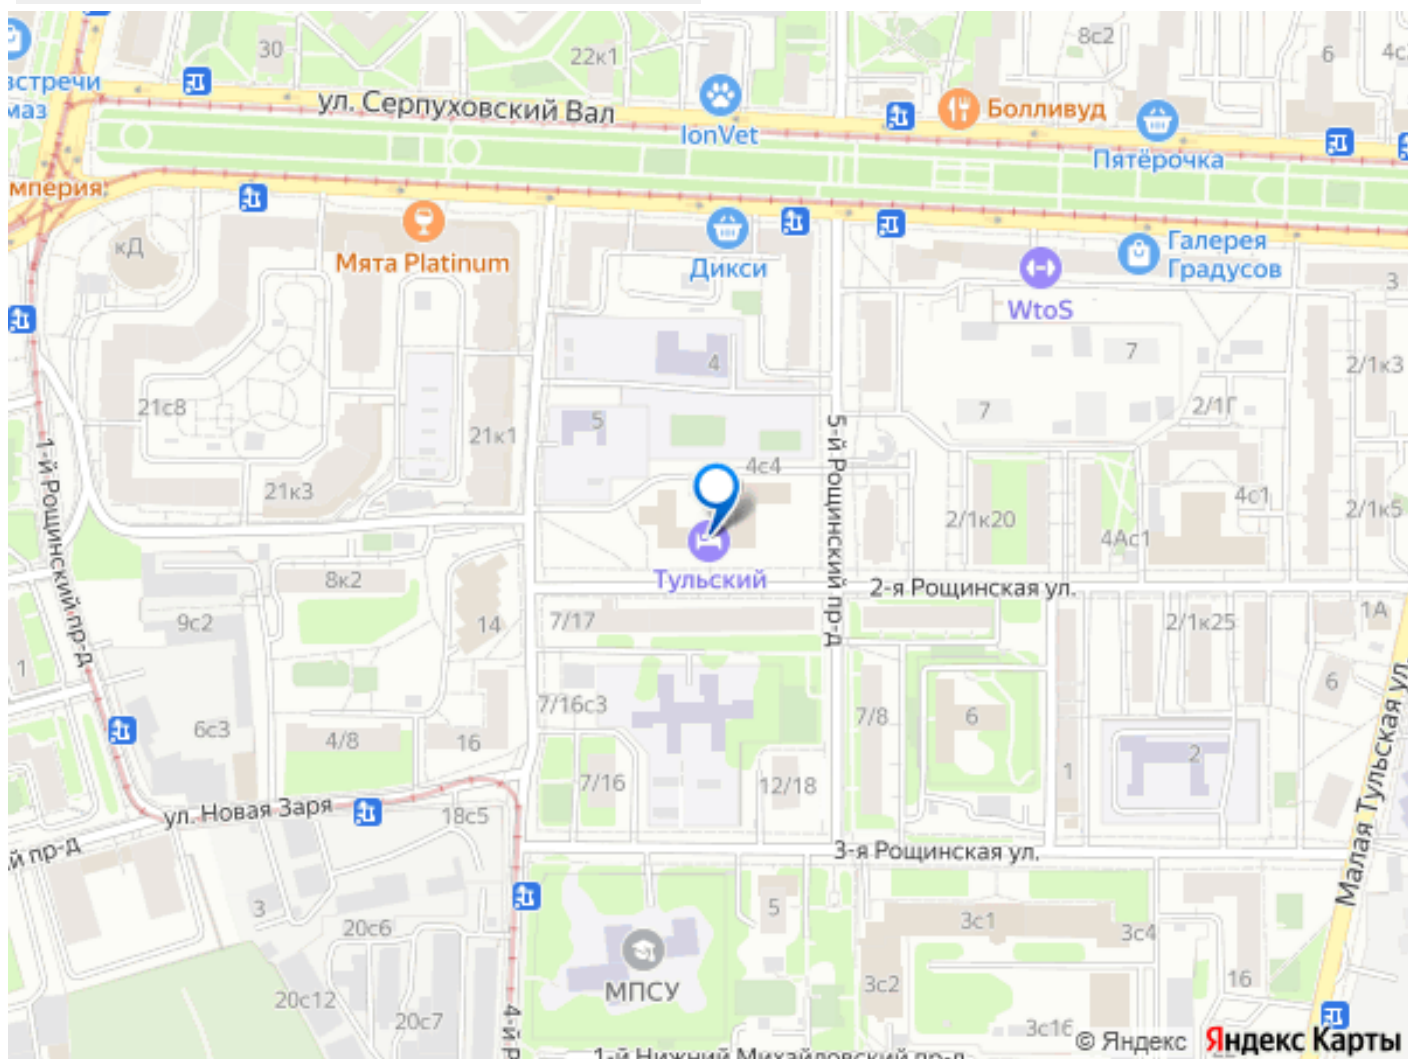 30
22к1
8с2
6
4с
встречи
маз
ул. Серпуховский Вал
IonVet
Болливуд
Пятёрочка
мперия
кД
Мята Platinum
Дикси
Галерея
Градусов
WtoS
3
4
7
2/1к3
21с8
5
7
2/1Г
21к1
1-й Рощинский пр-д
5-й Рощинский пр-д
4с4
21к3
4с1
2/1к20
2/1к5
4Ас1
Тульский
8к2
2-я Рощинская ул.
9с2
14
7/17
2/1к25
1А
1
6
7/16с3
7/8
6
6с3
4/8
16
2
Малая Тульская ул.
7/16
12/18
1
ул. Новая Заря
18с5
й пр-д
3-я Рощинская ул.
3
5
20с6
3с1
3с4
МПСУ
3с2
16
20с12
20с7
4-й Р
3с16
© Яндекс
Яндекс Карты
1-й Нижний Михайловский пр-д